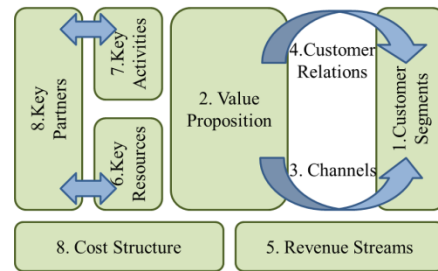 8.Key
Partners
7.Key
Activities
6.Key
Resources
2. Value
Proposition
4.Customer
Relations
3. Channels
1.Customer
Segments
8. Cost Structure
5. Revenue Streams